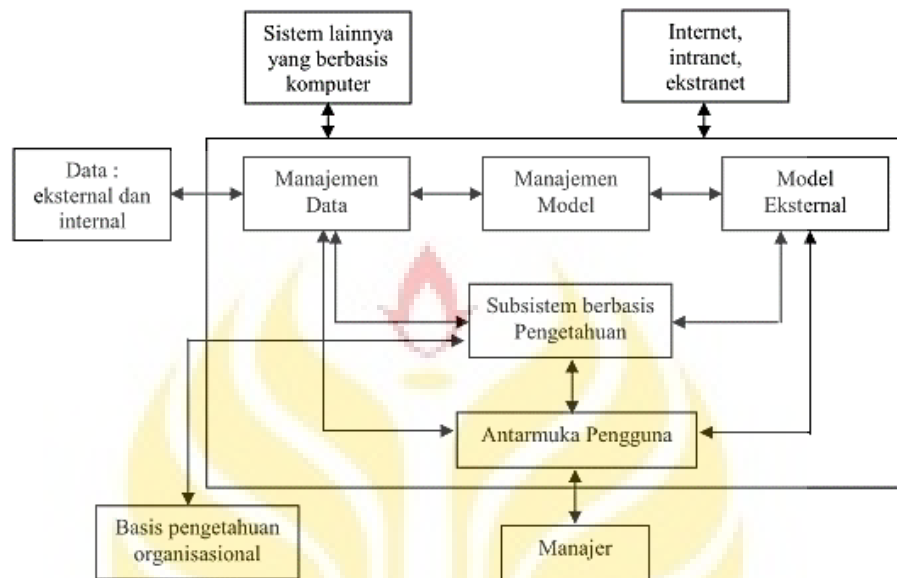 Sistem lainnya
yang berbasis
komputer
Internet,
intranet,
ekstranet
Data :
eksternal dan
internal
Manajemen
Data
Manajemen
Model
Model
Eksternal
Subsistem berbasis
Pengetahuan
Antarmuka Pengguna
Basis pengetahuan
organisasional
Manajer